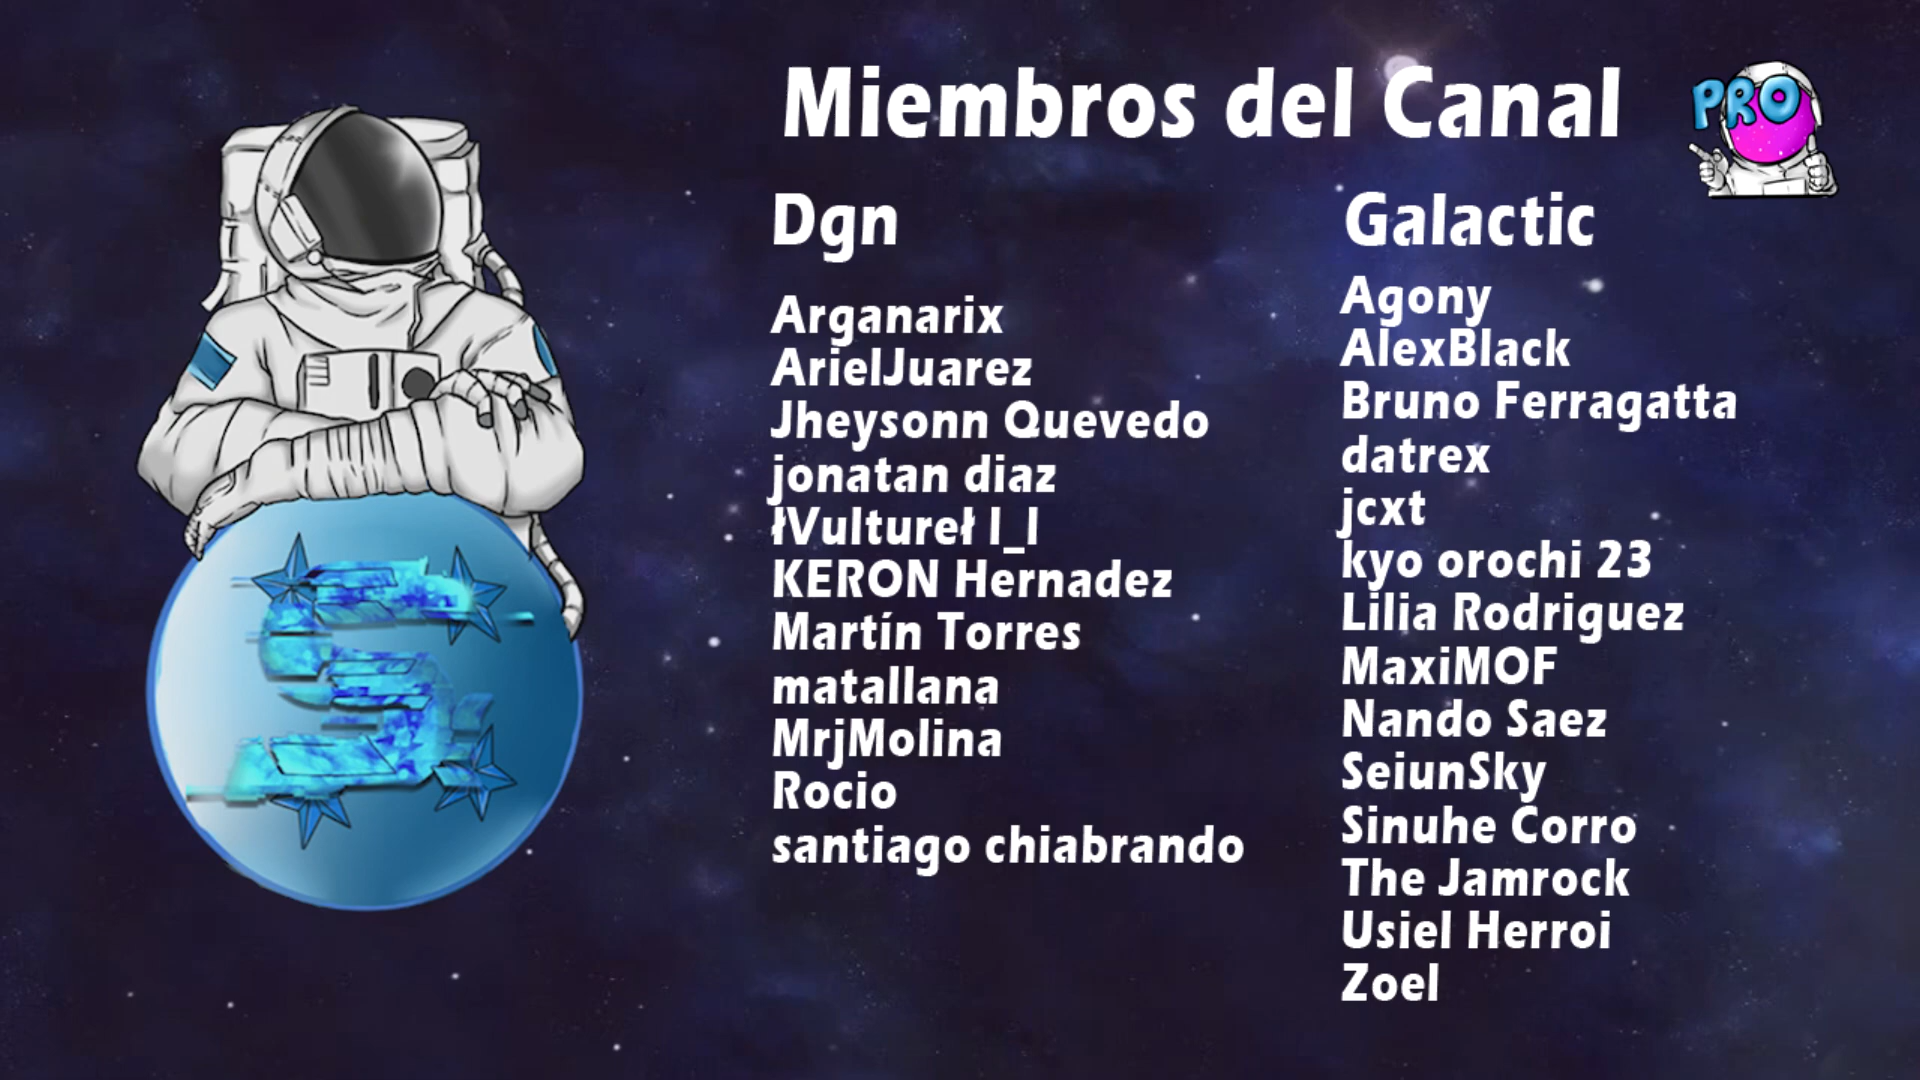 Miembros del Canal
PRO
Dgn
Arganarix
ArielJuarez
Jheysonn Quevedo
jonatan diaz
łVultureł I_I
KERON Hernadez
Martín Torres
matallana
MrjMolina
Rocio
santiago chiabrando
Galactic
Agony
AlexBlack
Bruno Ferragatta
datrex
jcxt
kyo orochi 23
Lilia Rodriguez
MaxiMOF
Nando Saez
SeiunSky
Sinuhe Corro
The Jamrock
Usiel Herroi
Zoel
S